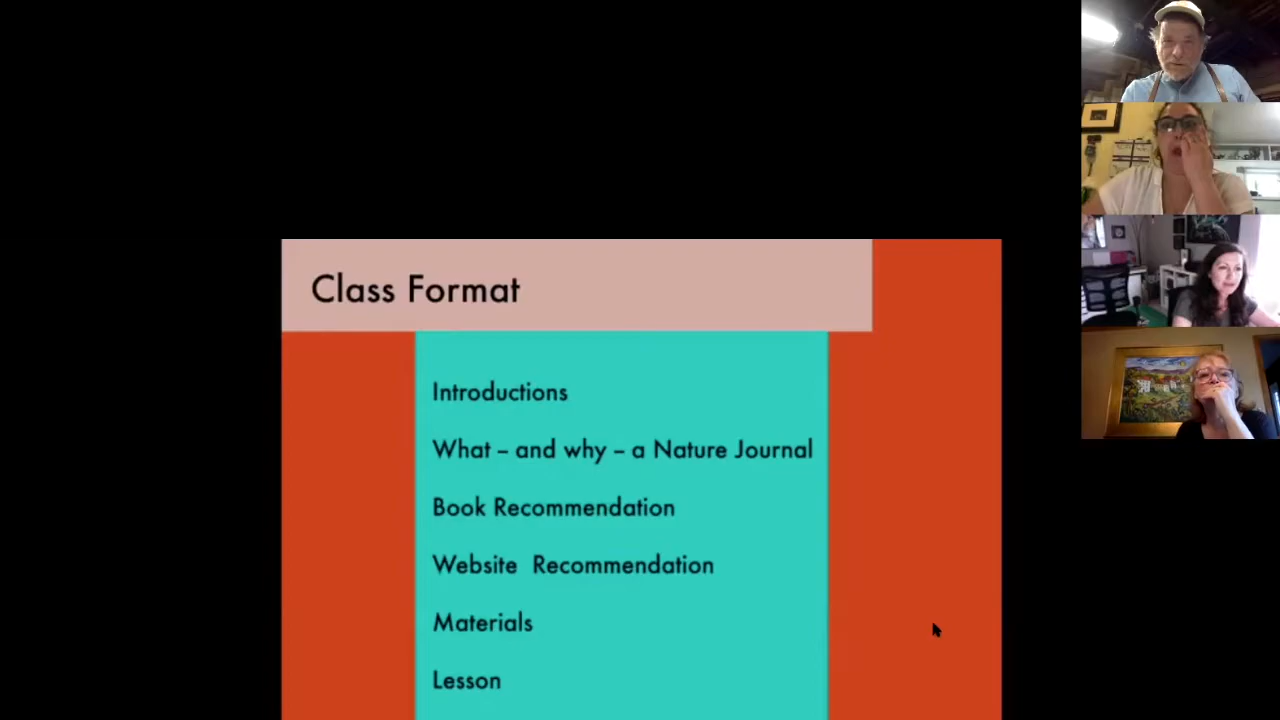 Class Format
Introductions
What – and why – a Nature Journal
Book Recommendation
Website Recommendation
Materials
Lesson